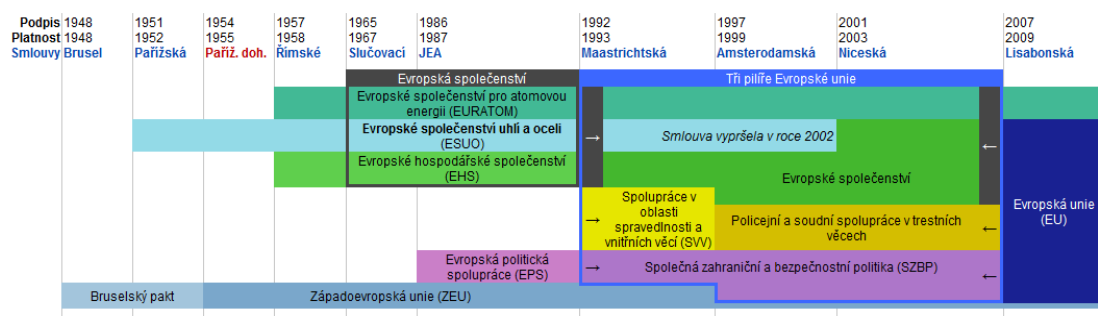 Podpis 1948 1951 1954 1957 1965 1986 1992 1997 2001 2007
Platnost 1948 1952 1955 1958 1967 1987 1993 1999 2003 2009
Smlouvy Brusel Pařížská Paříž. doh. Římské Slučovací JEA Maastrichtská Amsterodamská Niceská Lisabonská
Evropská společenství
Tři pilíře Evropské unie
Evropské společenství pro atomovou
energii (EURATOM)
Evropské společenství uhlí a oceli
(ESUO)
→
Smlouva vypršela v roce 2002
←
Evropské hospodářské společenství
(EHS)
Evropské společenství
Evropská unie
(EU)
→
Spolupráce v
oblasti
spravedlnosti a
vnitřních věcí (SVV)
Policejní a soudní spolupráce v trestních
věcech
←
Evropská politická
spolupráce (EPS)
→
Společná zahraniční a bezpečnostní politika (SZBP)
←
Bruselský pakt
Západoevropská unie (ZEU)